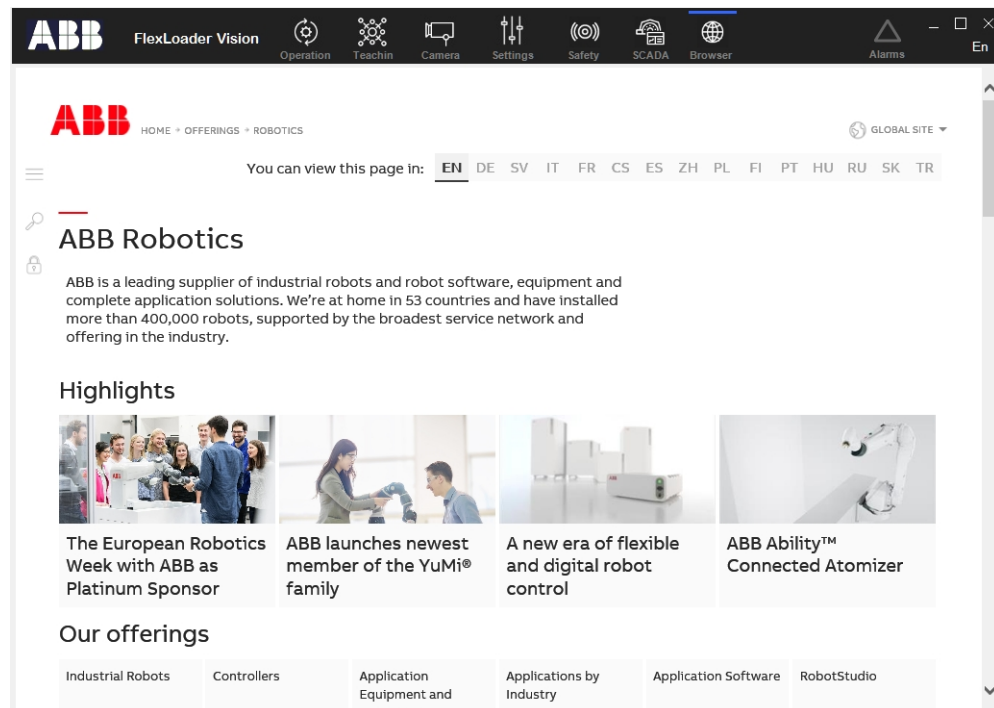 ABB FlexLoader Vision
Operation Teachin Camera Settings Safety SCADA Browser Alarms
En
ABB HOME + OFFERINGS + ROBOTICS GLOBAL SITE
You can view this page in: EN DE SV IT FR CS ES ZH PL FI PT HU RU SK TR
ABB Robotics
ABB is a leading supplier of industrial robots and robot software, equipment and
complete application solutions. We're at home in 53 countries and have installed
more than 400,000 robots, supported by the broadest service network and
offering in the industry.
Highlights
ABB
ABB
The European Robotics
Week with ABB as
Platinum Sponsor
ABB launches newest
member of the YuMi®
family
A new era of flexible
and digital robot
control
ABB Ability™
Connected Atomizer
Our offerings
Industrial Robots
Controllers
Application
Equipment and
Applications by
Industry
Application Software
RobotStudio